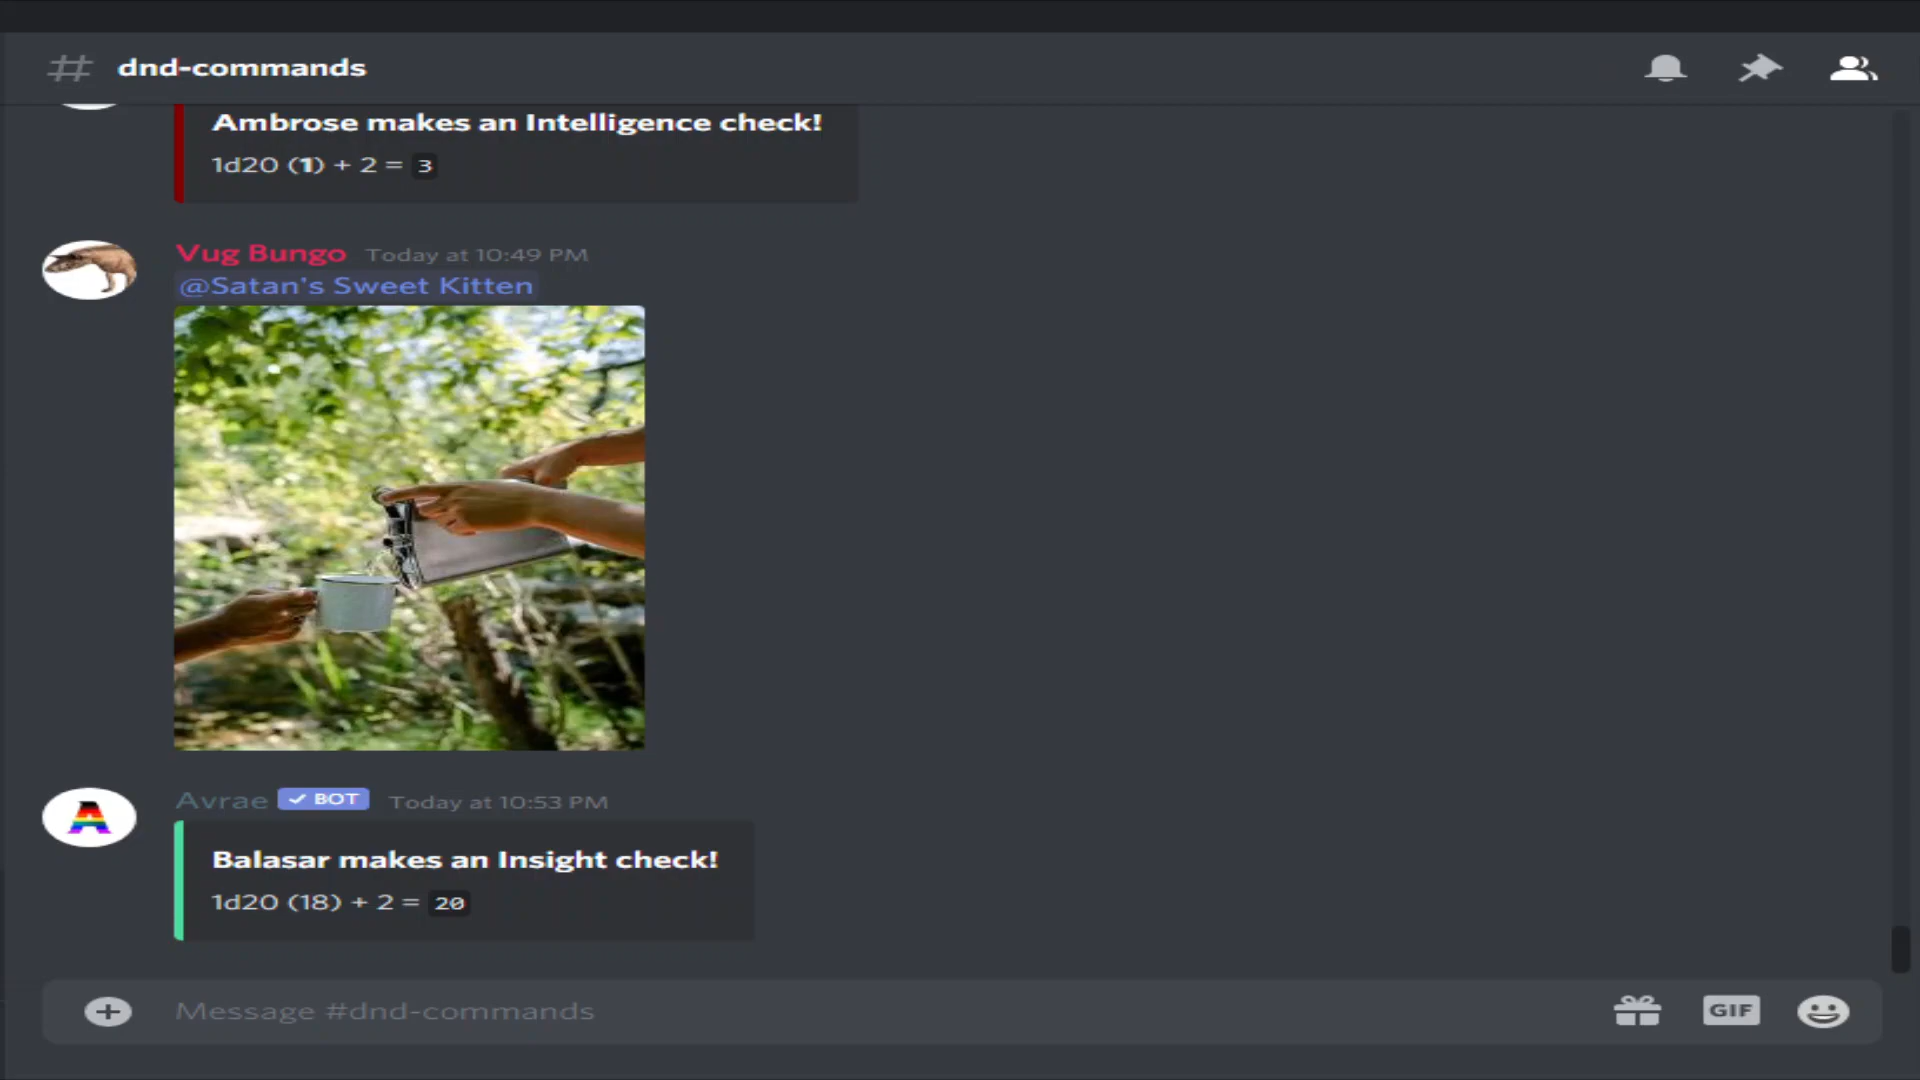 dnd-commands
Ambrose makes an Intelligence check!
1d20 (1) + 2 = 3
Vug Bungo Today at 10:49 PM
@Satan's Sweet Kitten
A
Avrae BOT Today at 10:53 PM
Balasar makes an Insight check!
1d20 (18) + 2 = 20
Message #dnd-commands
GIF